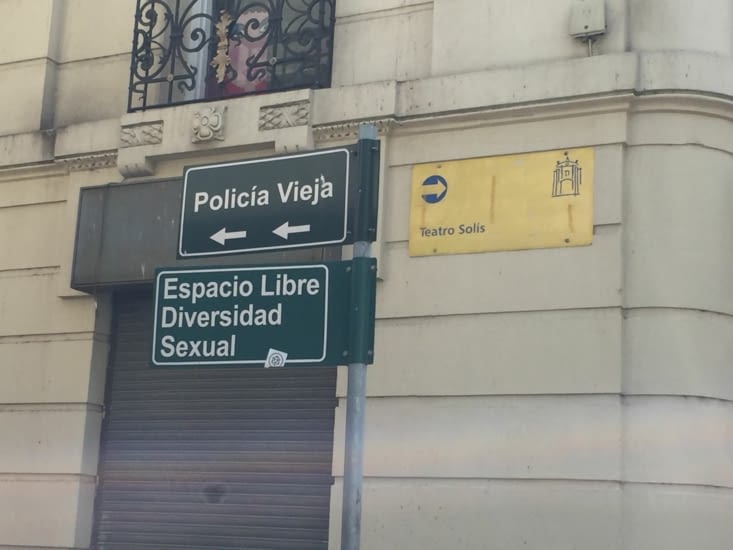 Policía Vieja
Espacio Libre
Diversidad
Sexual
Teatro Solís